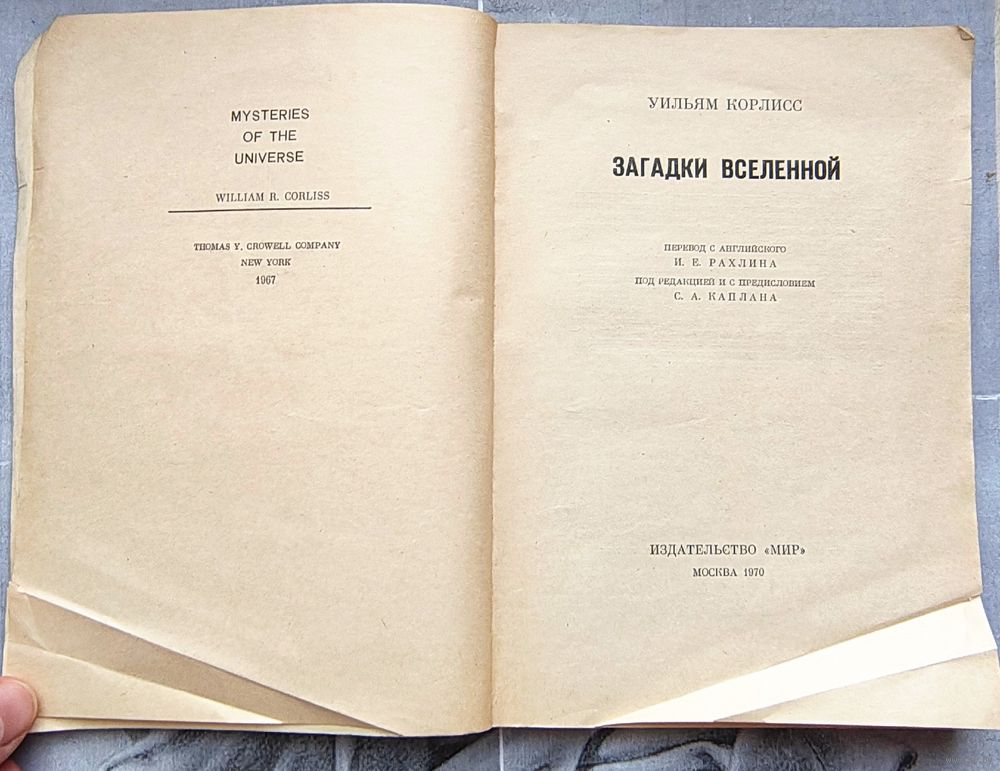 MYSTERIES
OF THE
UNIVERSE
WILLIAM R. CORLISS
THOMAS Y. CROWELL COMPANY
NEW YORK
1967
УИЛЬЯМ КОРЛИСС
ЗАГАДКИ ВСЕЛЕННОЙ
ПЕРЕВОД С АНГЛИЙСКОГО
И. Е. РАХЛИНА
ПОД РЕДАКЦИЕЙ И С ПРЕДИСЛОВИЕМ
С. А. КАПЛАНА
ИЗДАТЕЛЬСТВО «МИР»
МОСКВА 1970